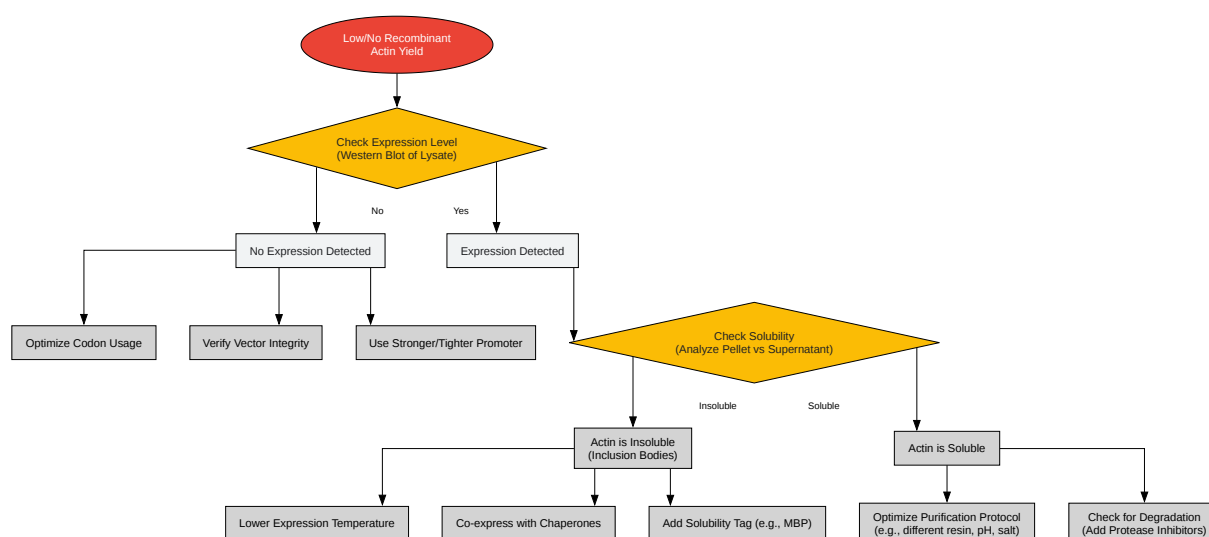 Low/No Recombinant
Actin Yield
Check Expression Level
(Western Blot of Lysate)
No
Yes
No Expression Detected
Expression Detected
Optimize Codon Usage
Verify Vector Integrity
Use Stronger/Tighter Promoter
Check Solubility
(Analyze Pellet vs Supernatant)
Insoluble
Soluble
Actin is Insoluble
(Inclusion Bodies)
Actin is Soluble
Lower Expression Temperature
Co-express with Chaperones
Add Solubility Tag (e.g., MBP)
Optimize Purification Protocol
(e.g., different resin, pH, salt)
Check for Degradation
(Add Protease Inhibitors)